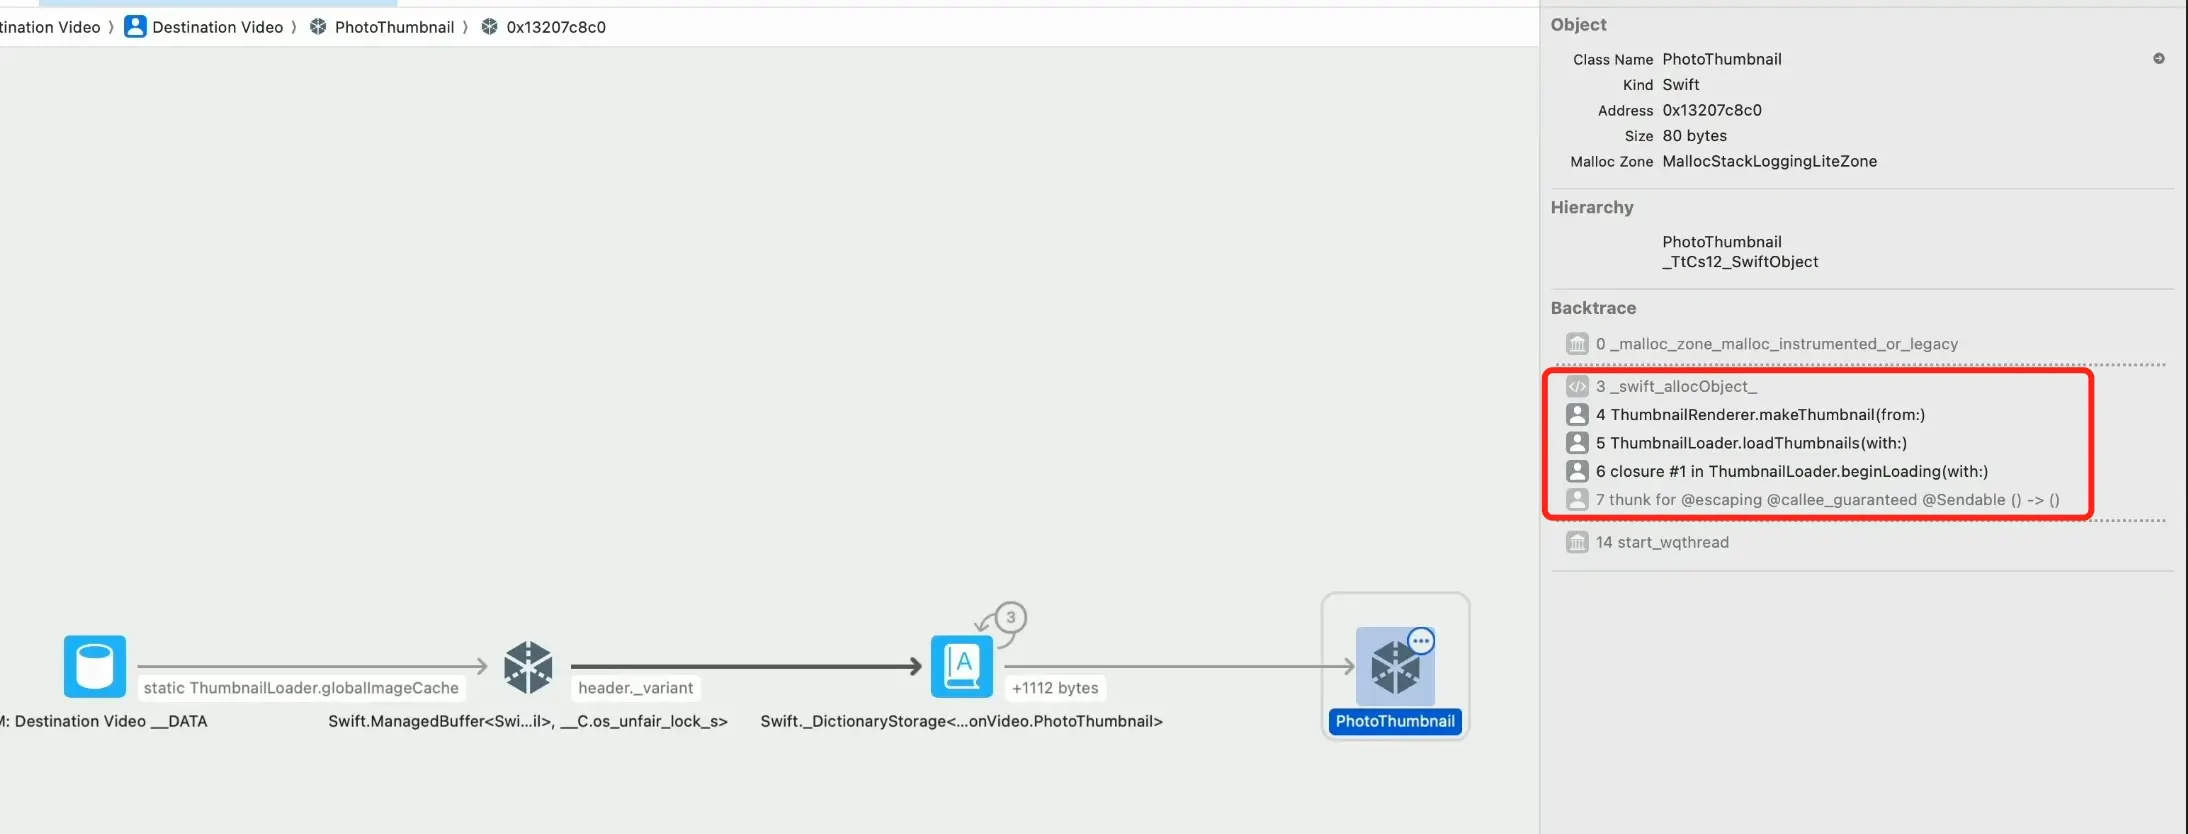 tination Video ⟩ Destination Video ⟩ PhotoThumbnail ⟩ 0x13207c8c0
Object
Class Name PhotoThumbnail
Kind Swift
Address 0x13207c8c0
Size 80 bytes
Malloc Zone MallocStackLoggingLiteZone
Hierarchy
PhotoThumbnail
_TtCs12_SwiftObject
Backtrace
0 _malloc_zone_malloc_instrumented_or_legacy
3 _swift_allocObject_
4 ThumbnailRenderer.makeThumbnail(from:)
5 ThumbnailLoader.loadThumbnails(with:)
6 closure #1 in ThumbnailLoader.beginLoading(with:)
7 thunk for @escaping @callee_guaranteed @Sendable () -> ()
14 start_wqthread
3
A
static ThumbnailLoader.globalImageCache
header._variant
+1112 bytes
M: Destination Video __DATA
Swift.ManagedBuffer<Swi...il>, __C.os_unfair_lock_s>
Swift._DictionaryStorage<...onVideo.PhotoThumbnail>
PhotoThumbnail